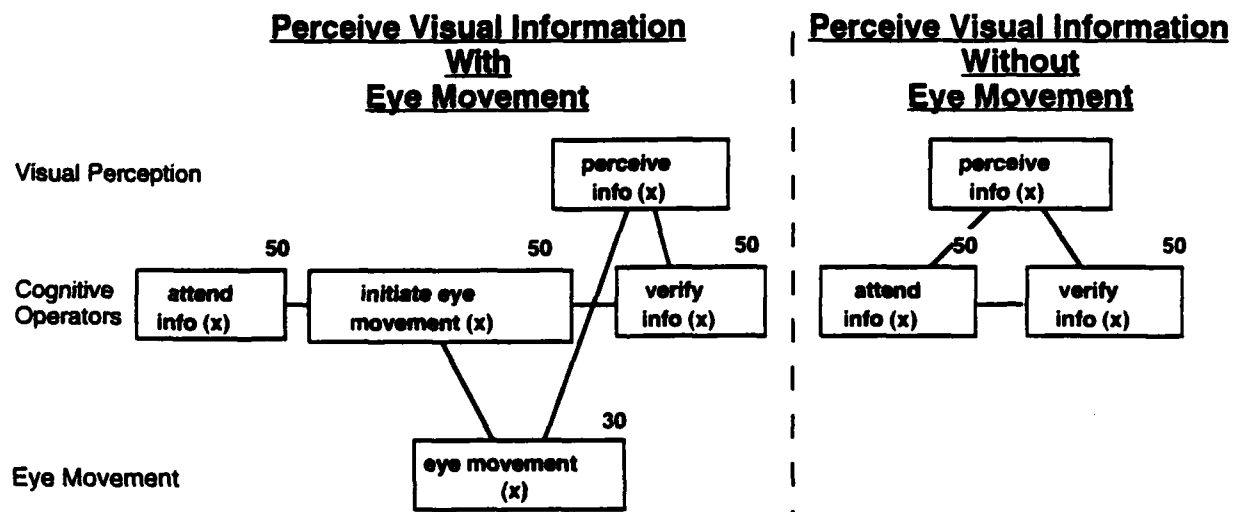 Perceive Visual Information
With
Eye Movement
Perceive Visual Information
Without
Eye Movement
Visual Perception
perceive
info (x)
perceive
info (x)
50
50
50
50
50
Cognitive
Operators
attend
info (x)
initiate eye
movement (x)
verify
info (x)
attend
info (x)
verify
info (x)
30
Eye Movement
eye movement
(x)